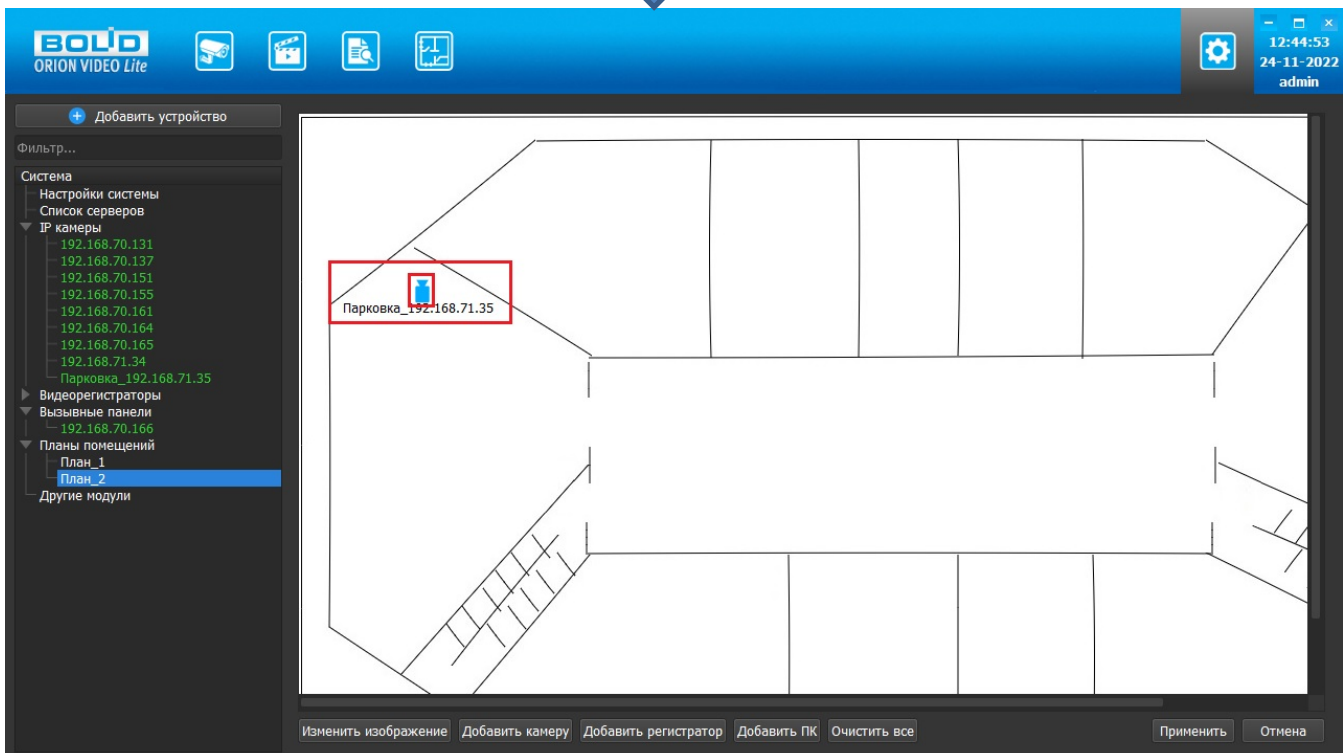 BOLID
ORION VIDEO Lite
12:44:53
24-11-2022
admin
Добавить устройство
Фильтр...
Система
Настройки системы
Список серверов
IP камеры
192.168.70.131
192.168.70.137
192.168.70.151
192.168.70.155
192.168.70.161
192.168.70.164
192.168.70.165
192.168.71.34
Парковка_192.168.71.35
Видеорегистраторы
Вызывные панели
192.168.70.166
Планы помещений
План_1
План_2
Другие модули
Парковка_192.168.71.35
Изменить изображение Добавить камеру Добавить регистратор Добавить ПК Очистить все Применить Отмена